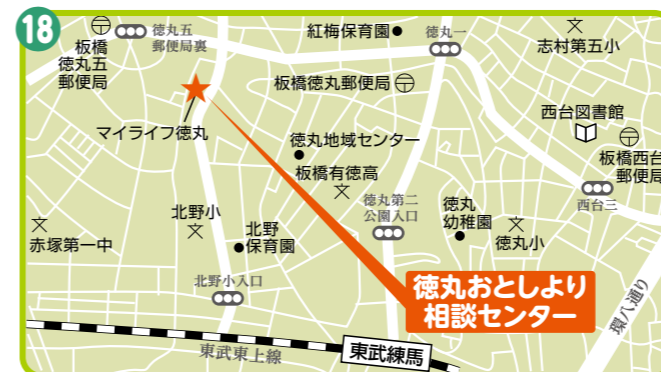 18
板橋
徳丸五
郵便局
徳丸五
郵便局裏
紅梅保育園
徳丸一
志村第五小
板橋徳丸郵便局
西台図書館
マイライフ徳丸
徳丸地域センター
板橋有徳高
板橋西台
郵便局
西台三
徳丸第二
公園入口
徳丸
幼稚園
徳丸小
北野小
北野
保育園
赤塚第一中
北野小入口
徳丸おとしより
相談センター
環八通り
東武東上線
東武練馬